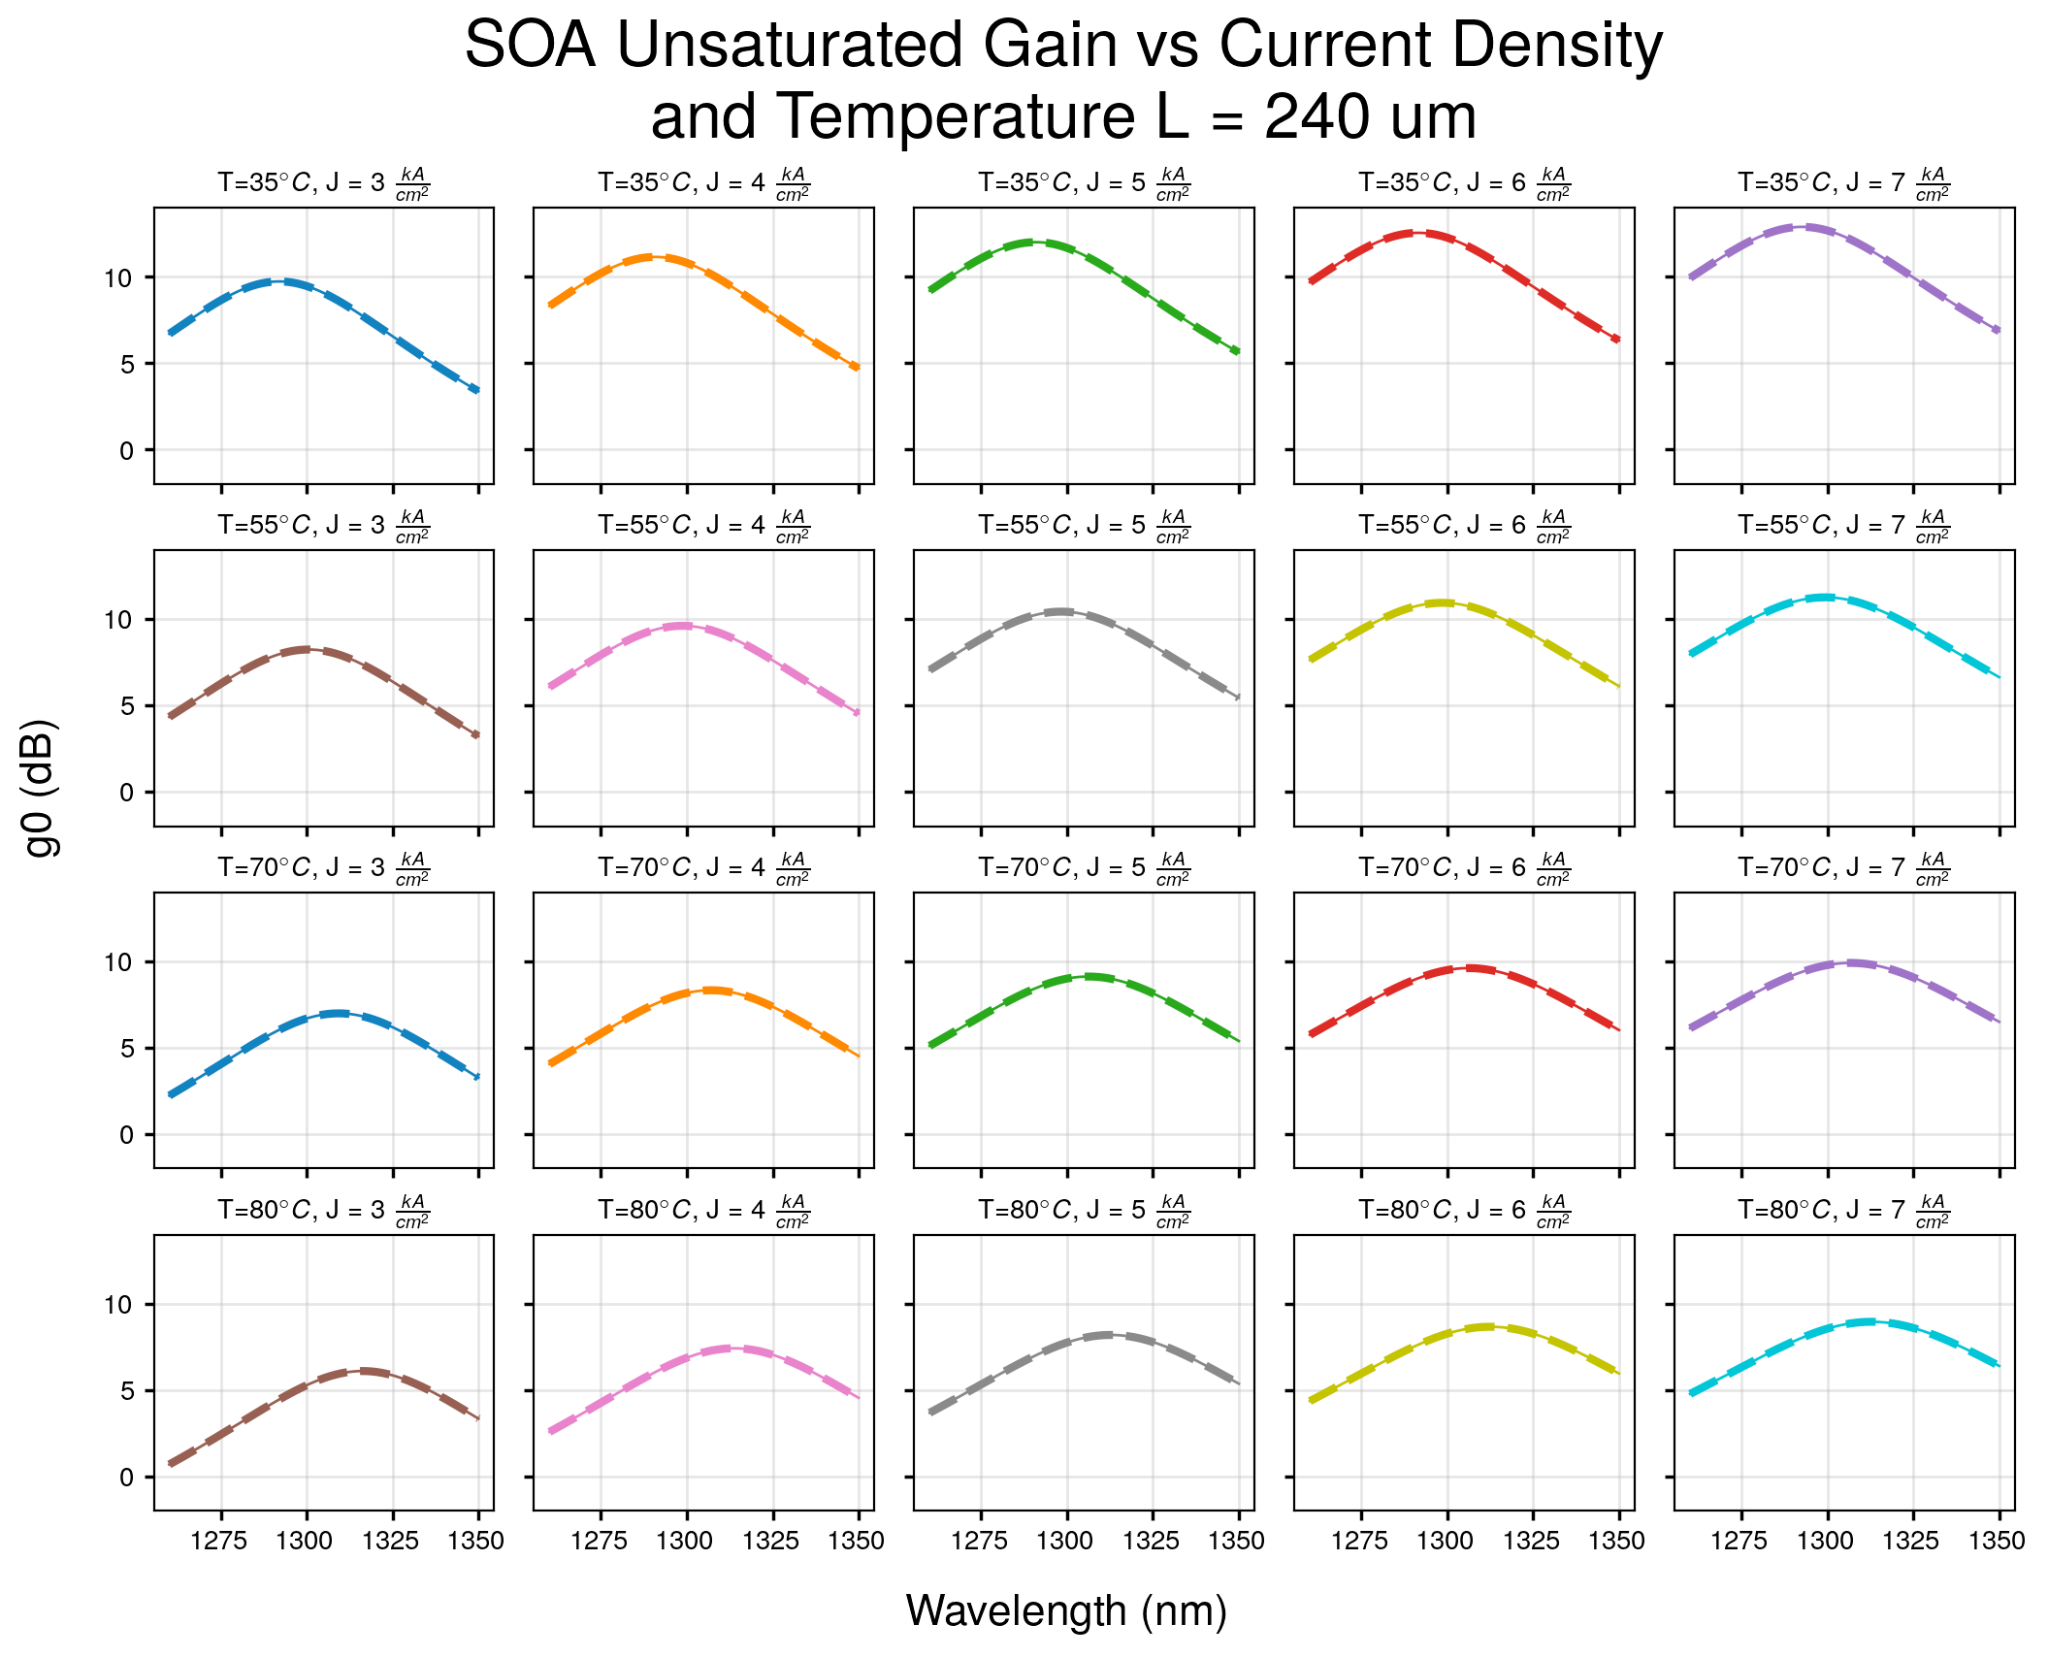 SOA Unsaturated Gain vs Current Density
and Temperature L = 240 um
T=35°C, J = 3 kA/cm²
T=35°C, J = 4 kA/cm²
T=35°C, J = 5 kA/cm²
T=35°C, J = 6 kA/cm²
T=35°C, J = 7 kA/cm²
10
5
0
T=55°C, J = 3 kA/cm²
T=55°C, J = 4 kA/cm²
T=55°C, J = 5 kA/cm²
T=55°C, J = 6 kA/cm²
T=55°C, J = 7 kA/cm²
10
5
0
g0 (dB)
T=70°C, J = 3 kA/cm²
T=70°C, J = 4 kA/cm²
T=70°C, J = 5 kA/cm²
T=70°C, J = 6 kA/cm²
T=70°C, J = 7 kA/cm²
10
5
0
T=80°C, J = 3 kA/cm²
T=80°C, J = 4 kA/cm²
T=80°C, J = 5 kA/cm²
T=80°C, J = 6 kA/cm²
T=80°C, J = 7 kA/cm²
10
5
0
1275 1300 1325 1350
1275 1300 1325 1350
1275 1300 1325 1350
1275 1300 1325 1350
1275 1300 1325 1350
Wavelength (nm)